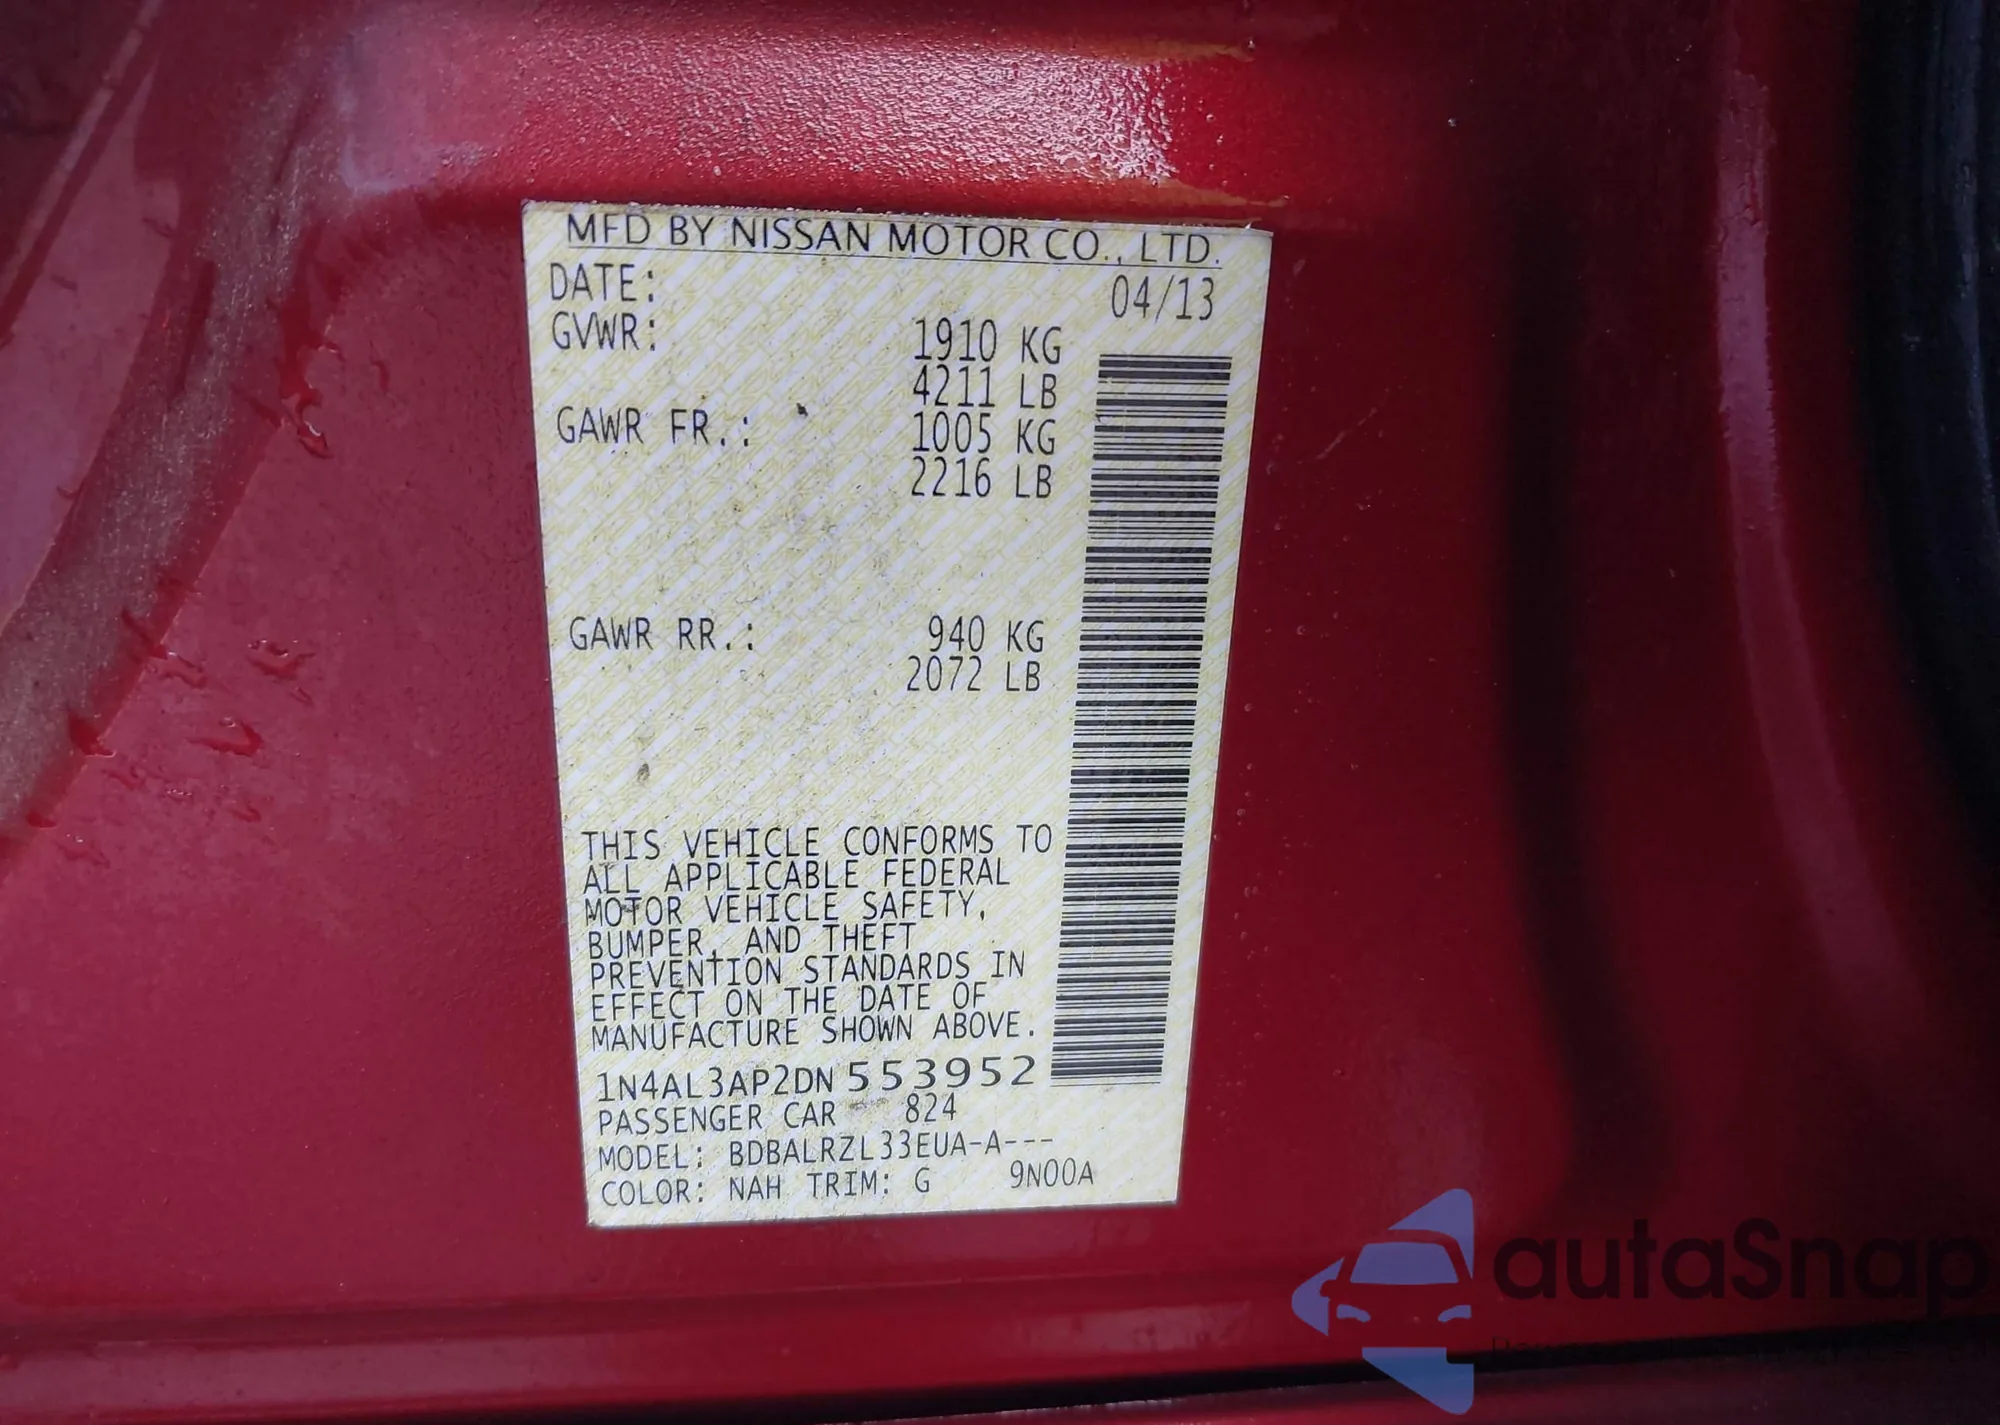 MFD BY NISSAN MOTOR CO., LTD.
DATE: 04/13
GVWR: 1910 KG
4211 LB
GAWR FR.: 1005 KG
2216 LB
GAWR RR.: 940 KG
2072 LB
THIS VEHICLE CONFORMS TO
ALL APPLICABLE FEDERAL
MOTOR VEHICLE SAFETY,
BUMPER, AND THEFT
PREVENTION STANDARDS IN
EFFECT ON THE DATE OF
MANUFACTURE SHOWN ABOVE.
1N4AL3AP2DN553952
PASSENGER CAR 824
MODEL: BDBALRZL33EUA-A---
COLOR: NAH TRIM: G 9N00A
autaSnap